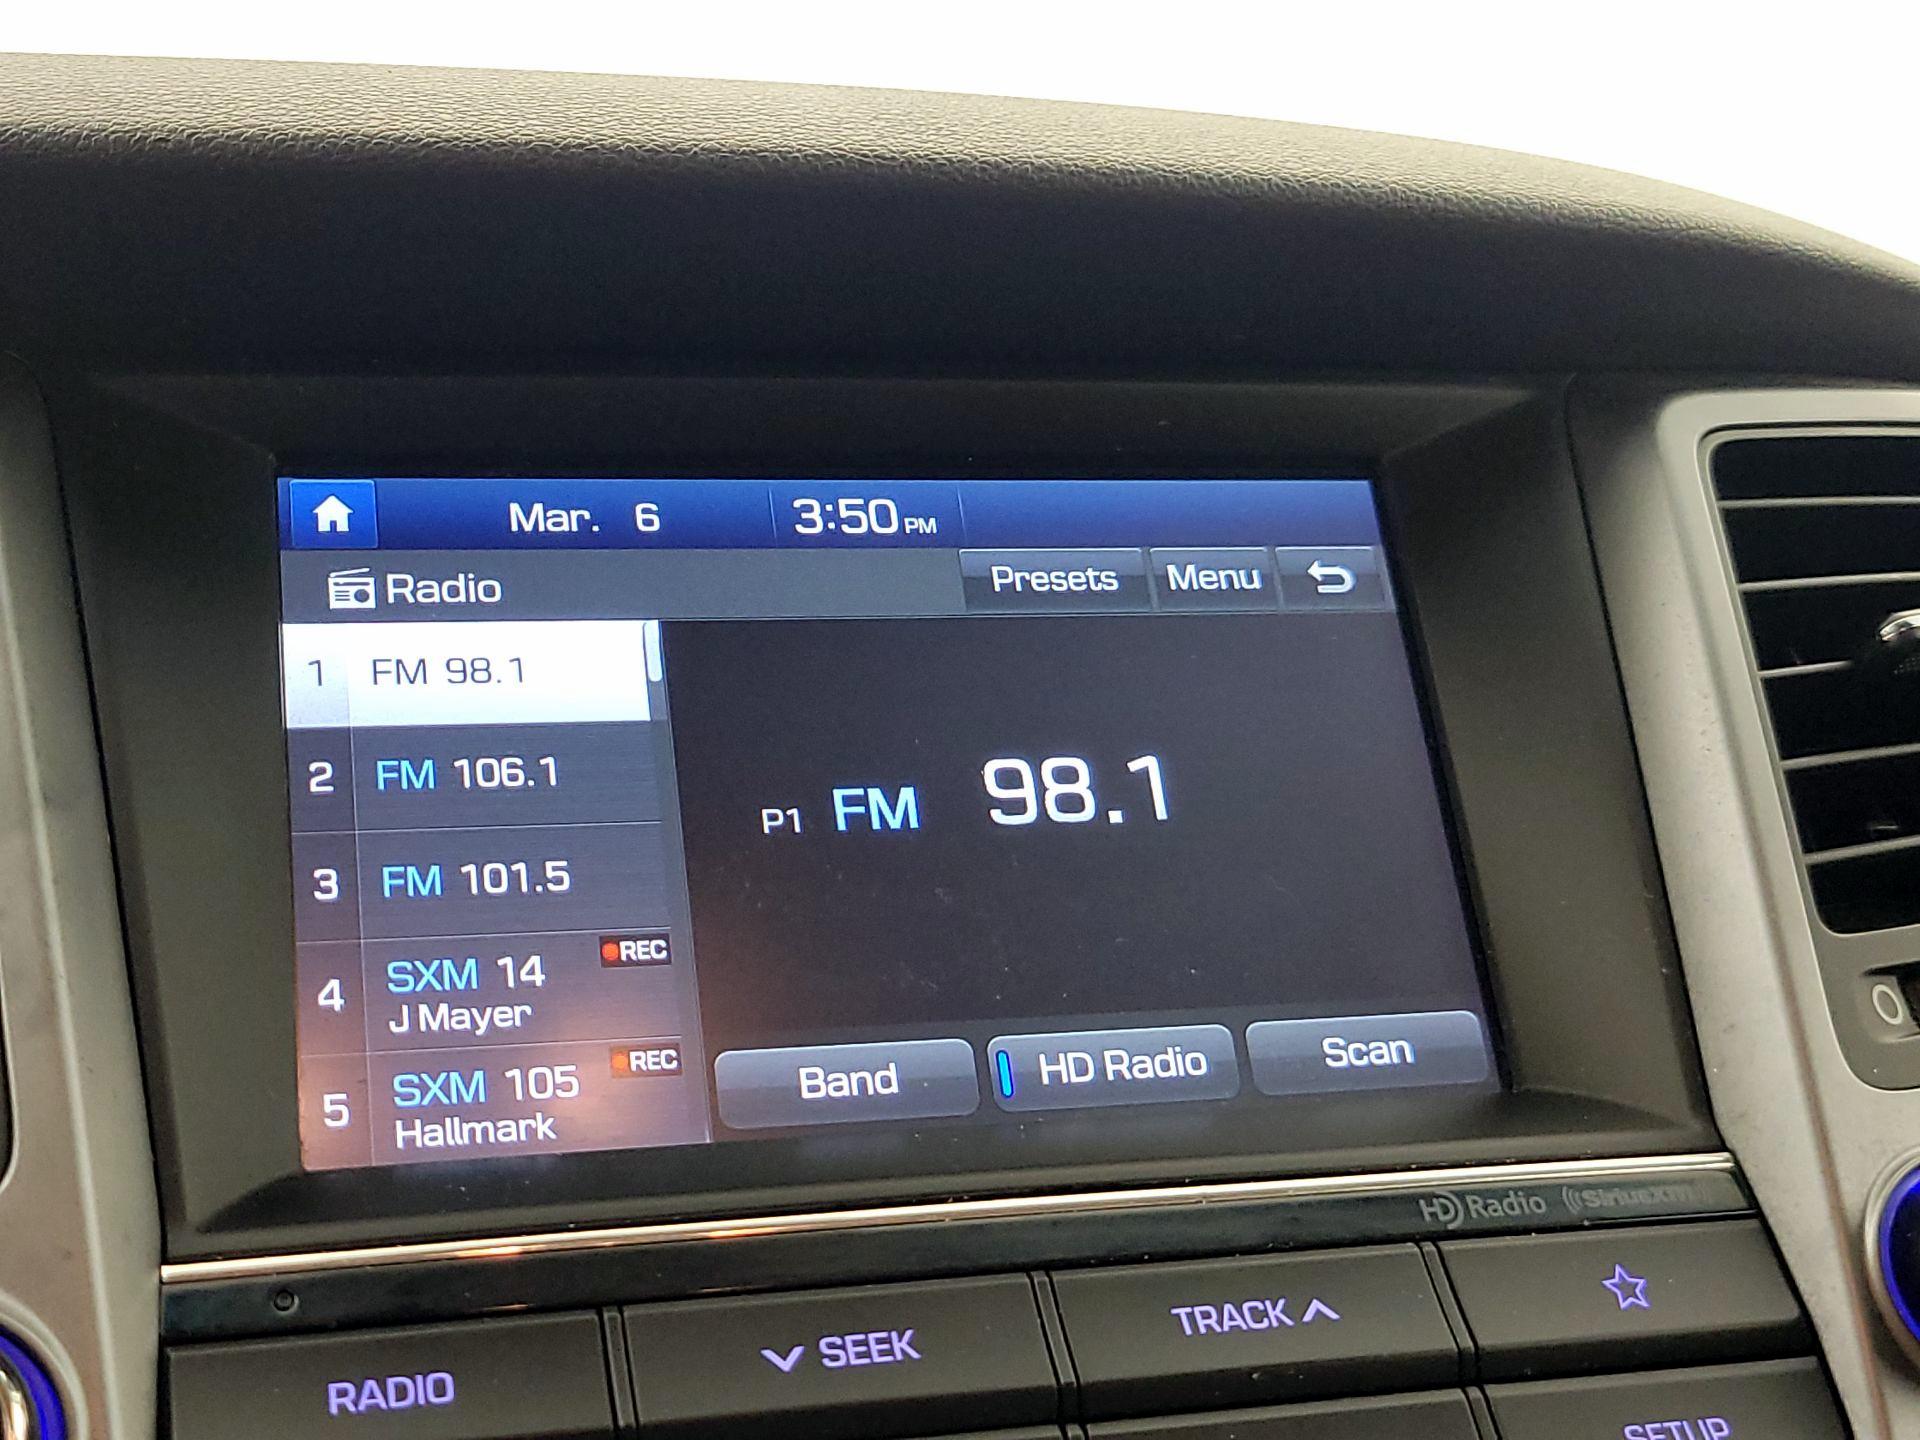 Mar. 6 3:50 PM
Radio Presets Menu
1 FM 98.1
2 FM 106.1
3 FM 101.5
4 SXM 14 REC
J Mayer
5 SXM 105 REC
Hallmark
P1 FM 98.1
Band HD Radio Scan
HD Radio SiriusXM
RADIO SEEK TRACK
SETUP